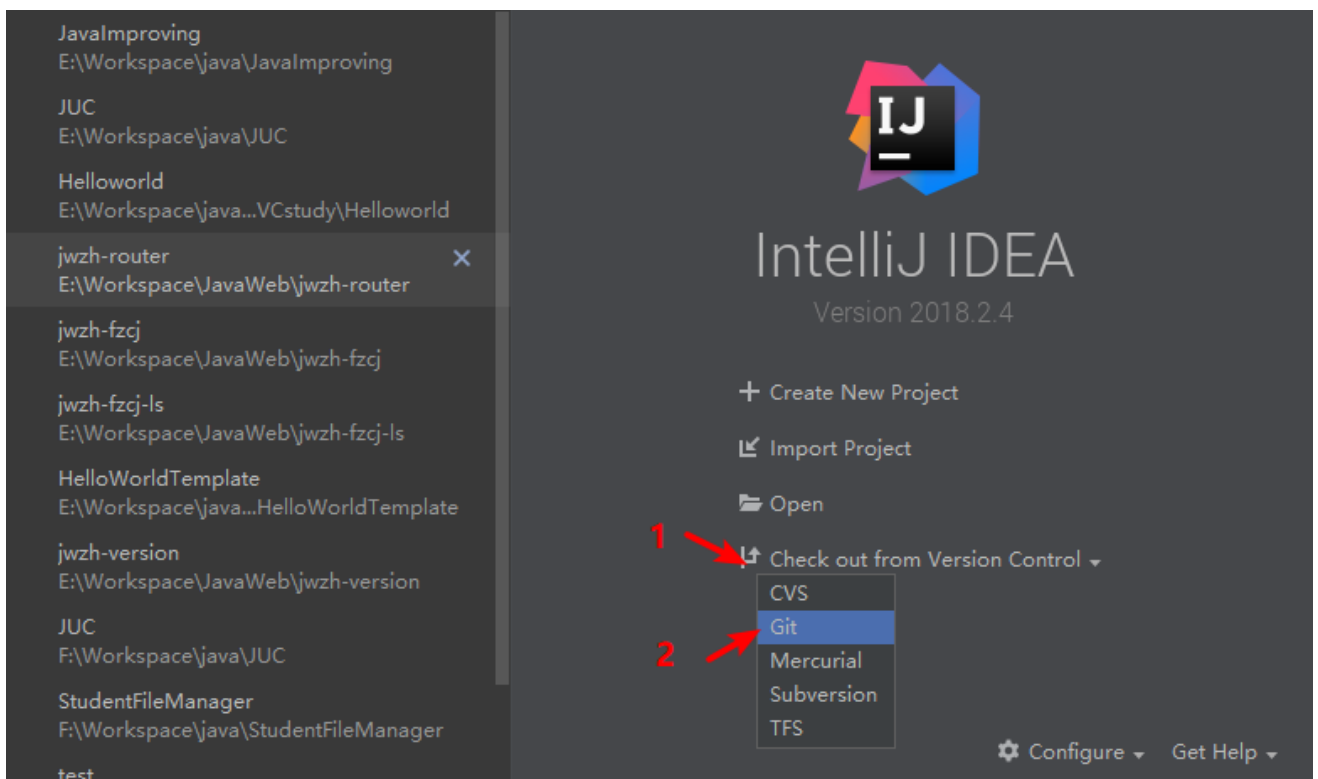 JavaImproving
E:\Workspace\java\JavaImproving
JUC
E:\Workspace\java\JUC
Helloworld
E:\Workspace\java...VCstudy\Helloworld
jwzh-router
E:\Workspace\JavaWeb\jwzh-router
jwzh-fzcj
E:\Workspace\JavaWeb\jwzh-fzcj
jwzh-fzcj-ls
E:\Workspace\JavaWeb\jwzh-fzcj-ls
HelloWorldTemplate
E:\Workspace\java...HelloWorldTemplate
jwzh-version
E:\Workspace\JavaWeb\jwzh-version
JUC
F:\Workspace\java\JUC
StudentFileManager
F:\Workspace\java\StudentFileManager
test
IJ
IntelliJ IDEA
Version 2018.2.4
Create New Project
Import Project
Open
1
Check out from Version Control
CVS
Git
2
Mercurial
Subversion
TFS
Configure
Get Help